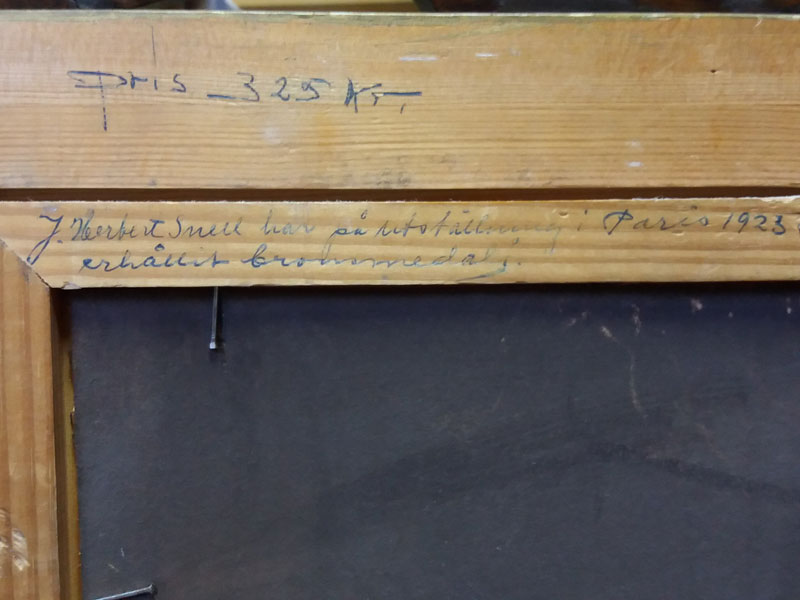 Pris - 325 Kr.
J. Herbert Snell har på utställning i Paris 1923
erhållit bronsmedalj.